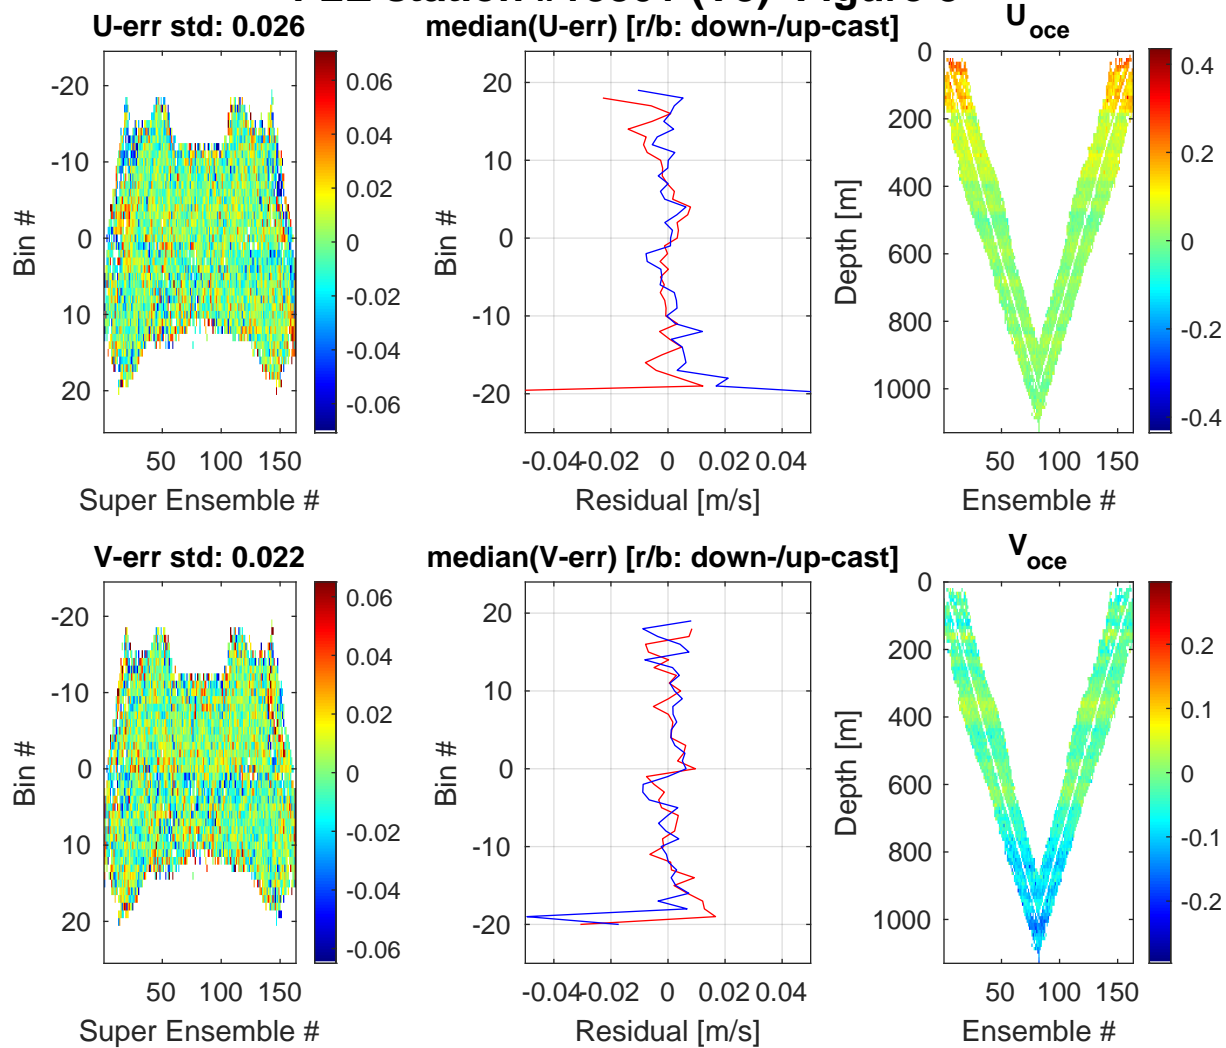 U-err std: 0.026
-20
-10
0
10
20
Bin #
50 100 150
Super Ensemble #
0.06
0.04
0.02
0
-0.02
-0.04
-0.06
median(U-err) [r/b: down-/up-cast]
20
10
0
-10
-20
Bin #
-0.04 -0.02 0 0.02 0.04
Residual [m/s]
U_oce
0
200
400
600
800
1000
Depth [m]
50 100 150
Ensemble #
0.4
0.2
0
-0.2
-0.4
V-err std: 0.022
-20
-10
0
10
20
Bin #
50 100 150
Super Ensemble #
0.06
0.04
0.02
0
-0.02
-0.04
-0.06
median(V-err) [r/b: down-/up-cast]
20
10
0
-10
-20
Bin #
-0.04 -0.02 0 0.02 0.04
Residual [m/s]
V_oce
0
200
400
600
800
1000
Depth [m]
50 100 150
Ensemble #
0.2
0.1
0
-0.1
-0.2